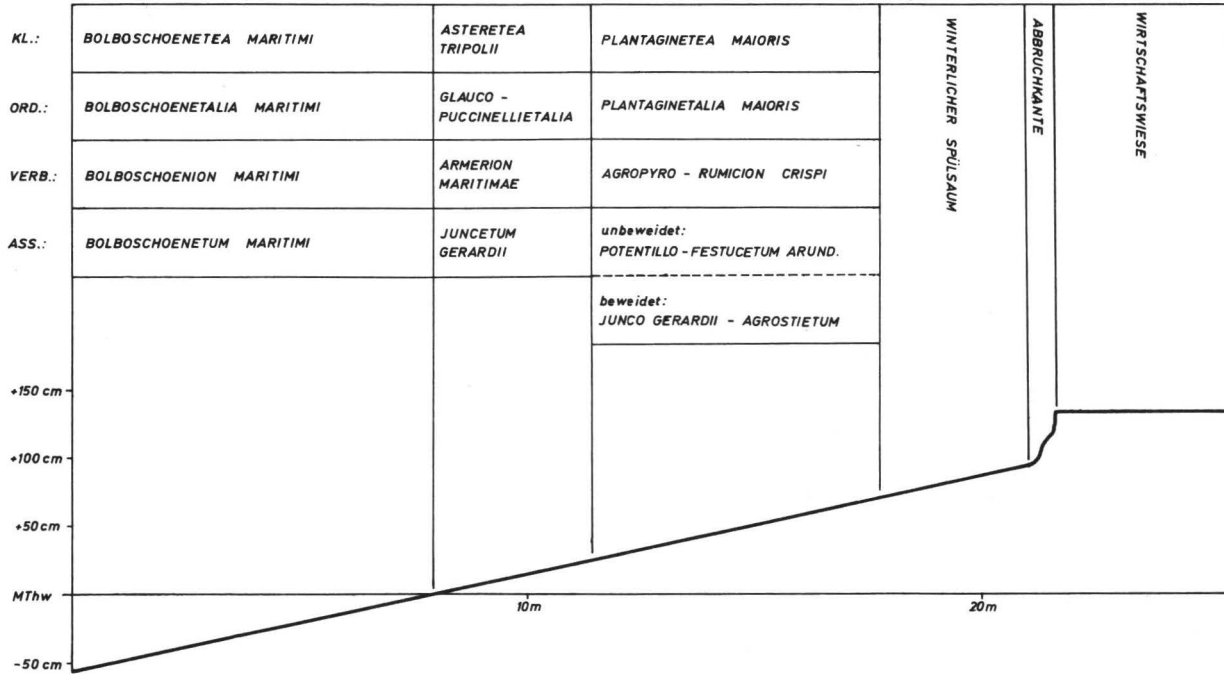 KL.: BOLBOSCHOENETEA MARITIMI
ASTERETEA
TRIPOLII
PLANTAGINETEA MAIORIS
ORD.: BOLBOSCHOENETALIA MARITIMI
GLAUCO -
PUCCINELLIETALIA
PLANTAGINETALIA MAIORIS
VERB.: BOLBOSCHOENION MARITIMI
ARMERION
MARITIMAE
AGROPYRO - RUMICION CRISPI
ASS.: BOLBOSCHOENETUM MARITIMI
JUNCETUM
GERARDII
unbeweidet:
POTENTILLO - FESTUCETUM ARUND.
beweidet:
JUNCO GERARDII - AGROSTIETUM
WINTERLICHER SPÜLSAUM
ABBRUCHKANTE
WIRTSCHAFTSWIESE
+150 cm
+100 cm
+50 cm
MThw
10m
20m
-50 cm